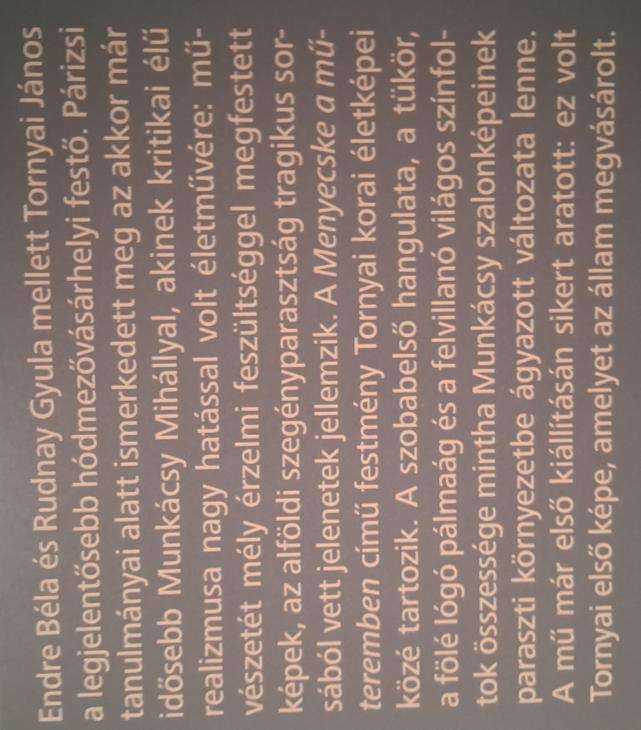 Endre Béla és Rudnay Gyula mellett Tornyai János
a legjelentősebb hódmezővásárhelyi festő. Párizsi
tanulmányai alatt ismerkedett meg az akkor már
idősebb Munkácsy Mihállyal, akinek kritikai élű
realizmusa nagy hatással volt életművére: mű-
vészetét mély érzelmi feszültséggel megfestett
képek, az alföldi szegényparasztság tragikus sor-
sából vett jelenetek jellemzik. A Menyecske a mű-
teremben című festmény Tornyai korai életképei
közé tartozik. A szobabelső hangulata, a tükör,
a fölé lógó pálmaág és a felvillanó világos színfol-
tok összessége mintha Munkácsy szalonképeinek
paraszti környezetbe ágyazott változata lenne.
A mű már első kiállításán sikert aratott: ez volt
Tornyai első képe, amelyet az állam megvásárolt.